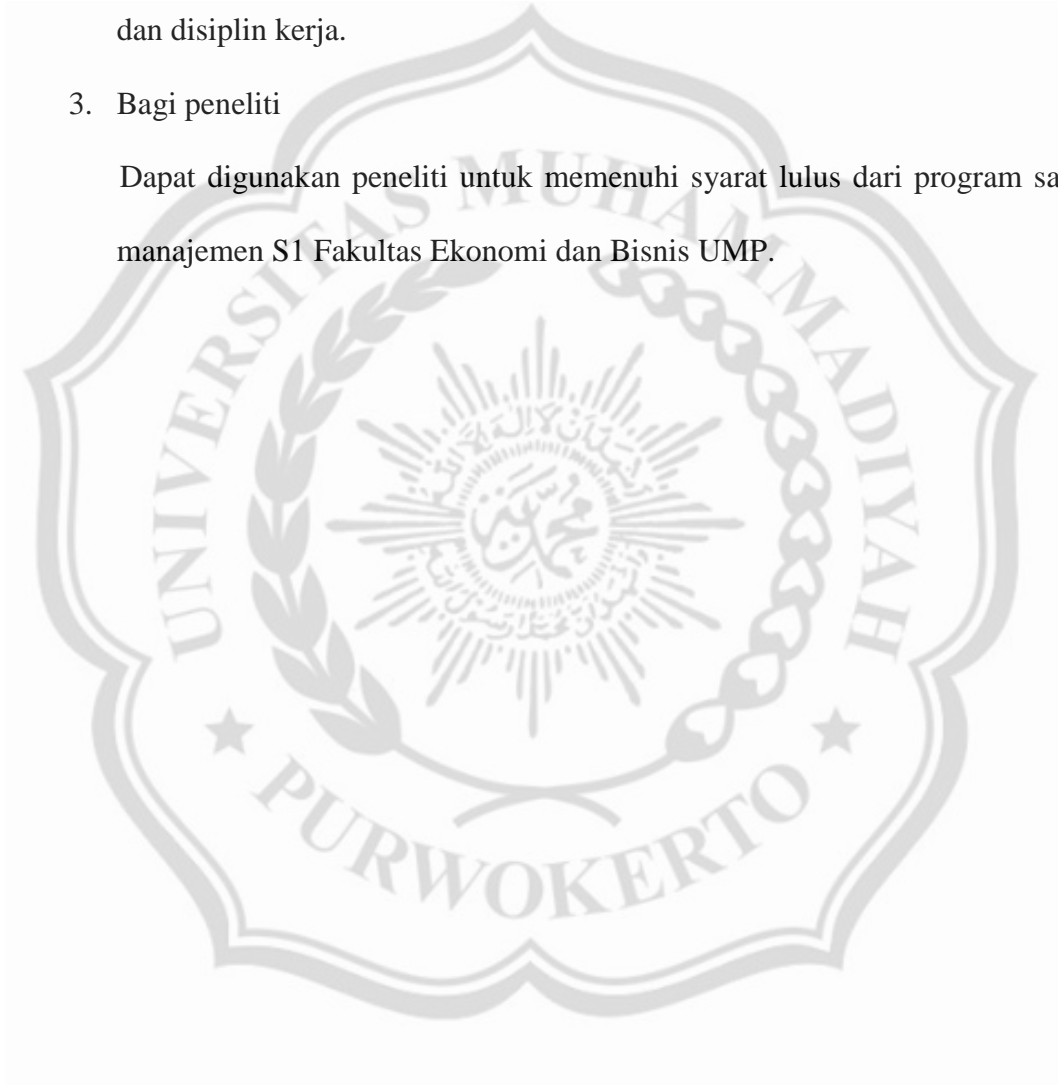 dan disiplin kerja.
3. Bagi peneliti
Dapat digunakan peneliti untuk memenuhi syarat lulus dari program
manajemen S1 Fakultas Ekonomi dan Bisnis UMP.
UNIVERSITAS MUHAMMADIYAH
PURWOKERTO